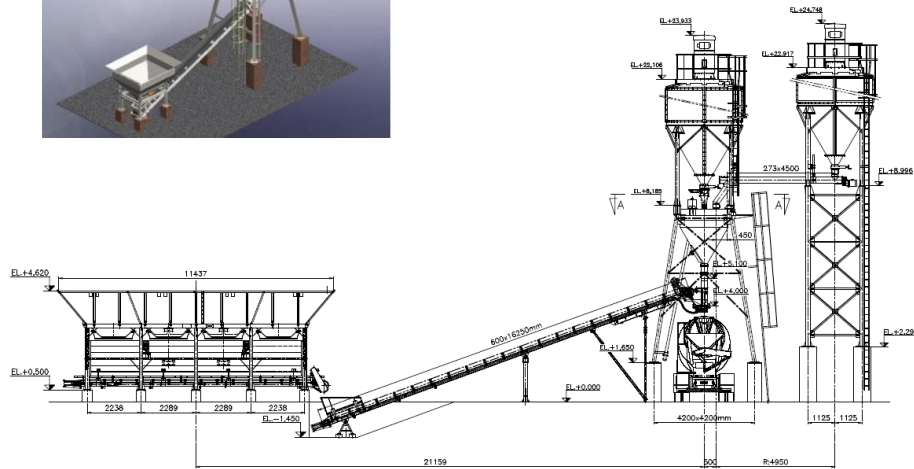 EL.+24,748
EL.+23,933
EL.+22,917
EL.+22,106
273x4500
EL.+8,996
EL.+8,185
A
A
450
EL.+5,100
EL.+4,620
11437
EL.+4,000
600x16250mm
EL.+2,29
EL.+1,650
EL.+0,500
EL.+0,000
2238
2289
2289
2238
EL.-1,450
4200x4200mm
1125
1125
21159
500
R:4950